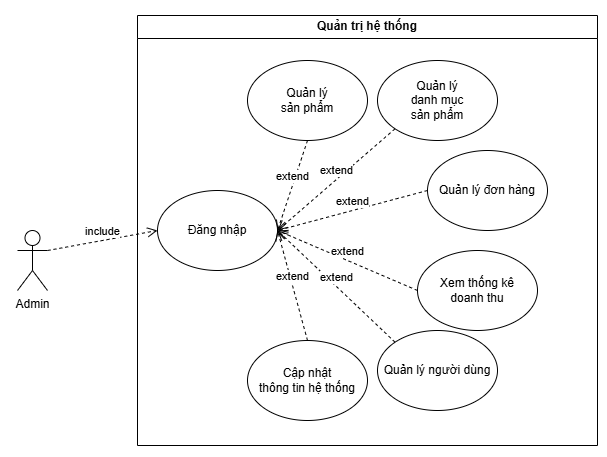 Quản trị hệ thống
Quản lý
sản phẩm
Quản lý
danh mục
sản phẩm
extend
extend
Quản lý đơn hàng
extend
Đăng nhập
include
Admin
extend
Xem thống kê
doanh thu
extend
extend
Cập nhật
thông tin hệ thống
Quản lý người dùng